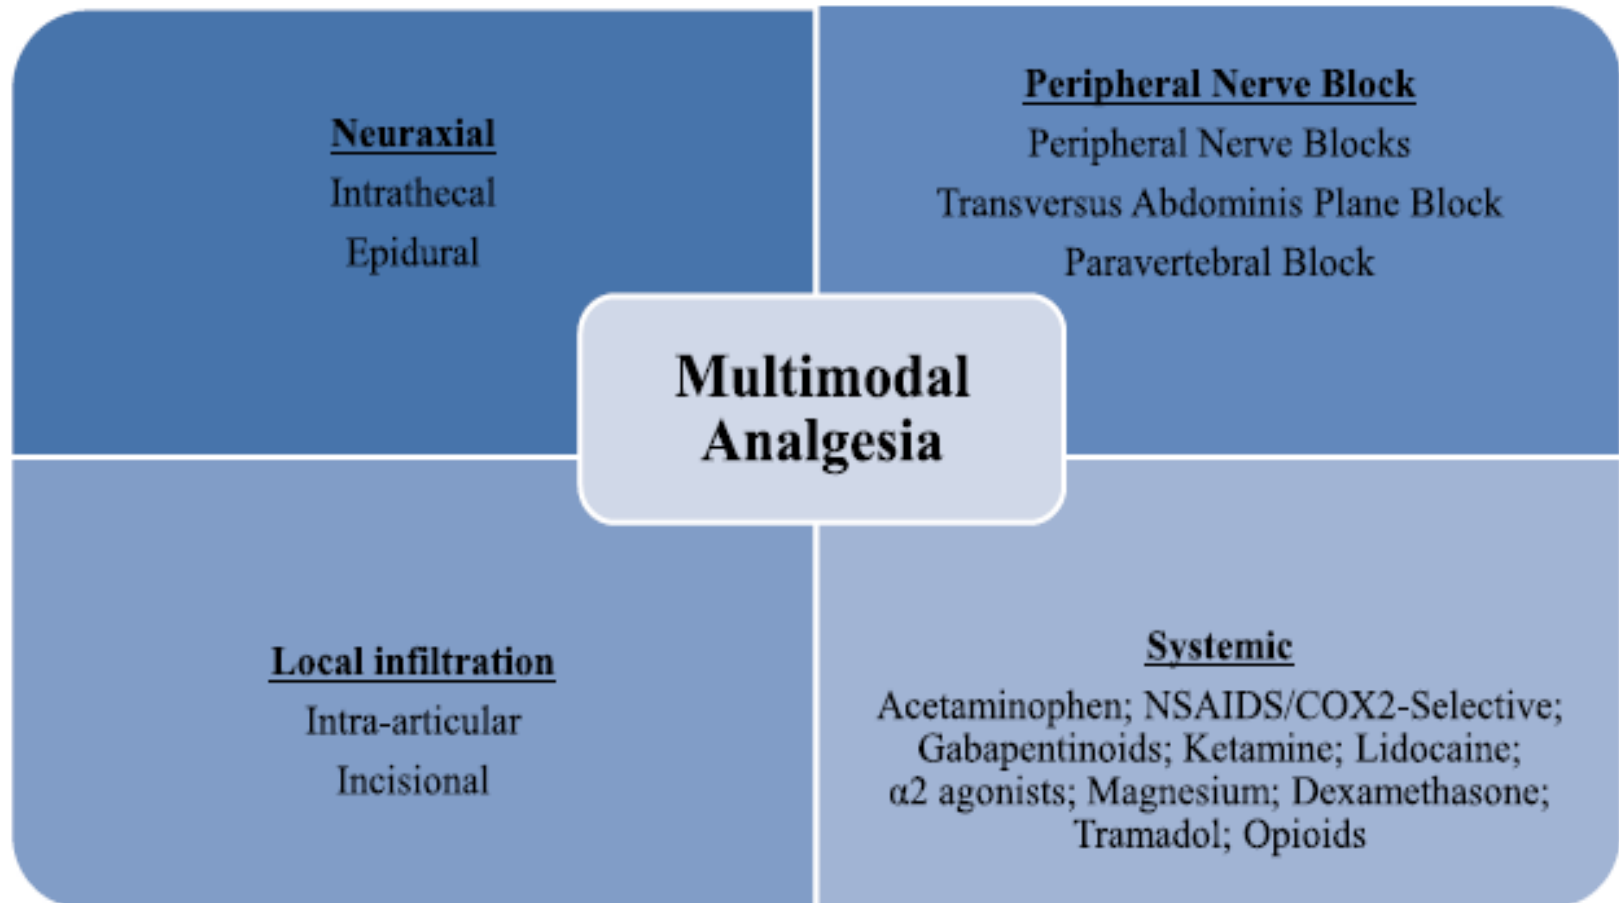 Neuraxial
Intrathecal
Epidural
Peripheral Nerve Block
Peripheral Nerve Blocks
Transversus Abdominis Plane Block
Paravertebral Block
Multimodal
Analgesia
Local infiltration
Intra-articular
Incisional
Systemic
Acetaminophen; NSAIDS/COX2-Selective;
Gabapentinoids; Ketamine; Lidocaine;
α2 agonists; Magnesium; Dexamethasone;
Tramadol; Opioids